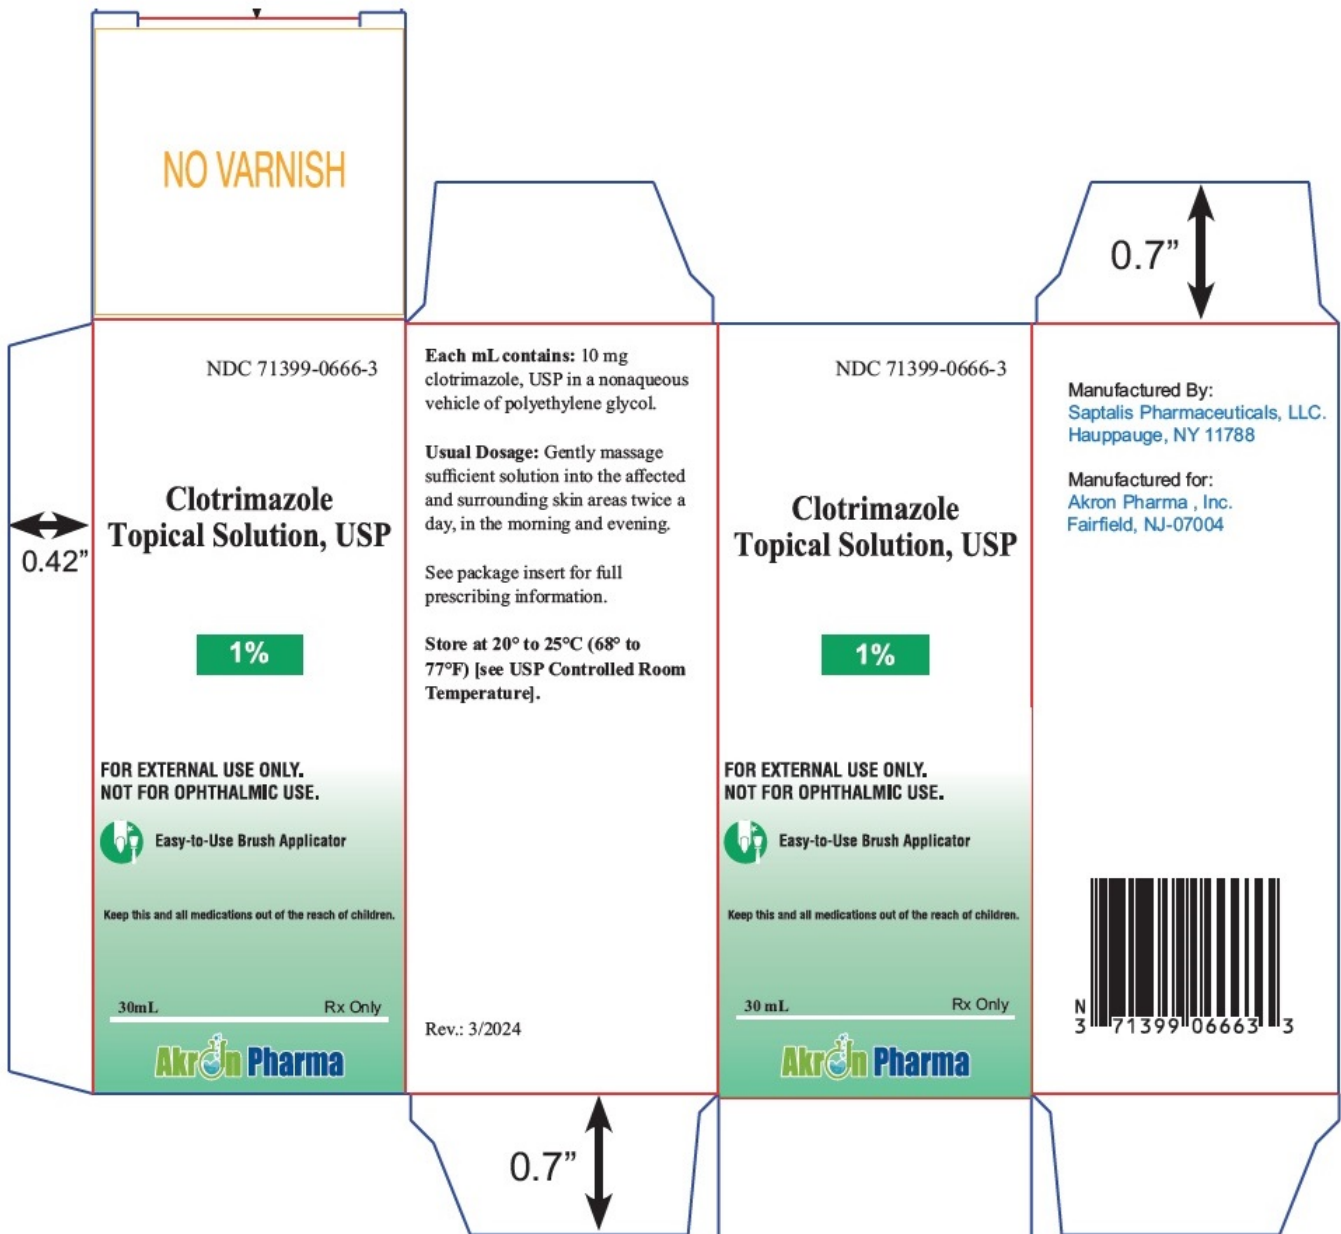 NO VARNISH
0.7”
0.42”
NDC 71399-0666-3
Clotrimazole
Topical Solution, USP
1%
FOR EXTERNAL USE ONLY.
NOT FOR OPHTHALMIC USE.
Easy-to-Use Brush Applicator
Keep this and all medications out of the reach of children.
30mL Rx Only
Akron Pharma
Each mL contains: 10 mg
clotrimazole, USP in a nonaqueous
vehicle of polyethylene glycol.
Usual Dosage: Gently massage
sufficient solution into the affected
and surrounding skin areas twice a
day, in the morning and evening.
See package insert for full
prescribing information.
Store at 20° to 25°C (68° to
77°F) [see USP Controlled Room
Temperature].
Rev.: 3/2024
0.7”
NDC 71399-0666-3
Clotrimazole
Topical Solution, USP
1%
FOR EXTERNAL USE ONLY.
NOT FOR OPHTHALMIC USE.
Easy-to-Use Brush Applicator
Keep this and all medications out of the reach of children.
30 mL Rx Only
Akron Pharma
Manufactured By:
Saptalis Pharmaceuticals, LLC.
Hauppauge, NY 11788
Manufactured for:
Akron Pharma , Inc.
Fairfield, NJ-07004
N
3 71399 06663 3